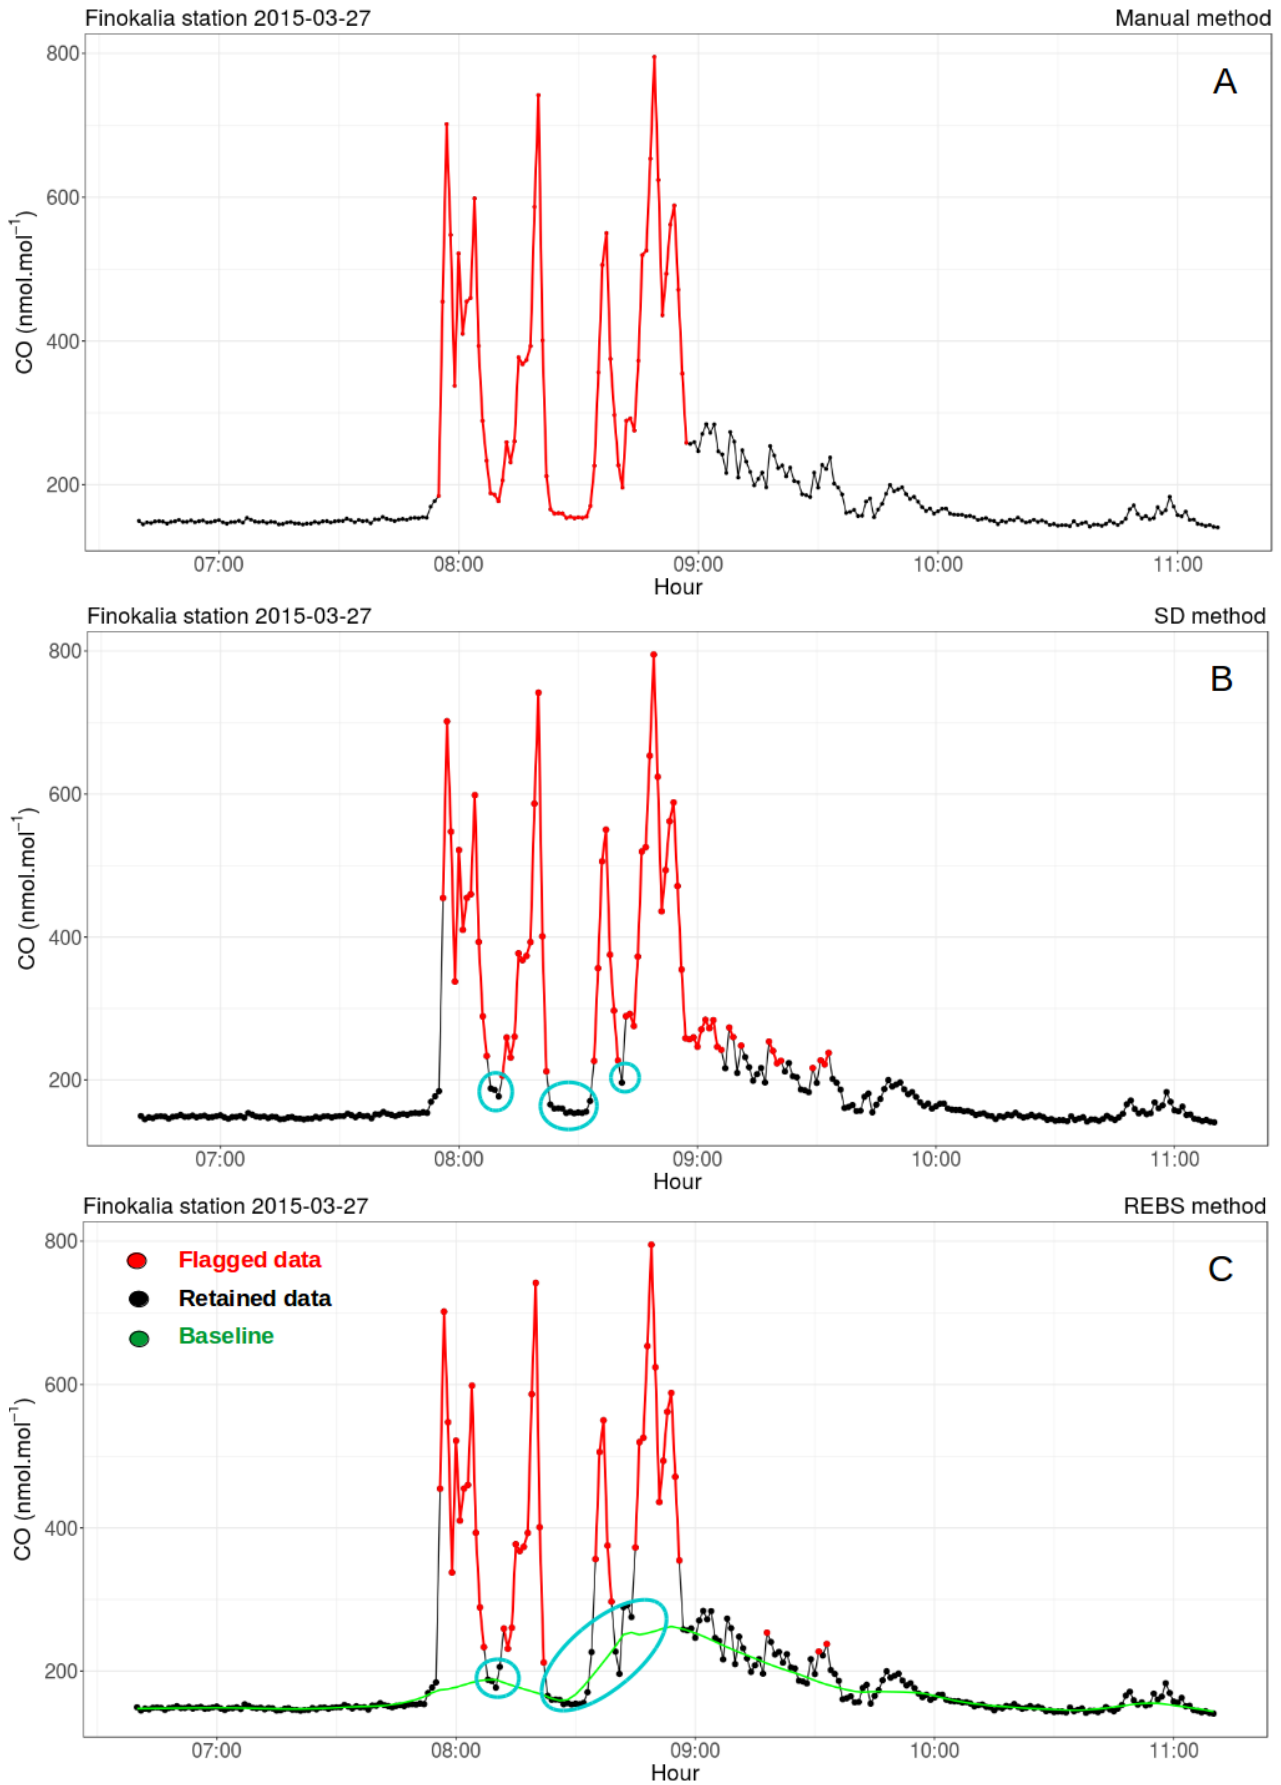 Finokalia station 2015-03-27 Manual method
A
800
600
400
200
CO (nmol.mol⁻¹)
07:00 08:00 09:00 10:00 11:00
Hour
Finokalia station 2015-03-27 SD method
B
800
600
400
200
CO (nmol.mol⁻¹)
07:00 08:00 09:00 10:00 11:00
Hour
Finokalia station 2015-03-27 REBS method
C
Flagged data
Retained data
Baseline
800
600
400
200
CO (nmol.mol⁻¹)
07:00 08:00 09:00 10:00 11:00
Hour